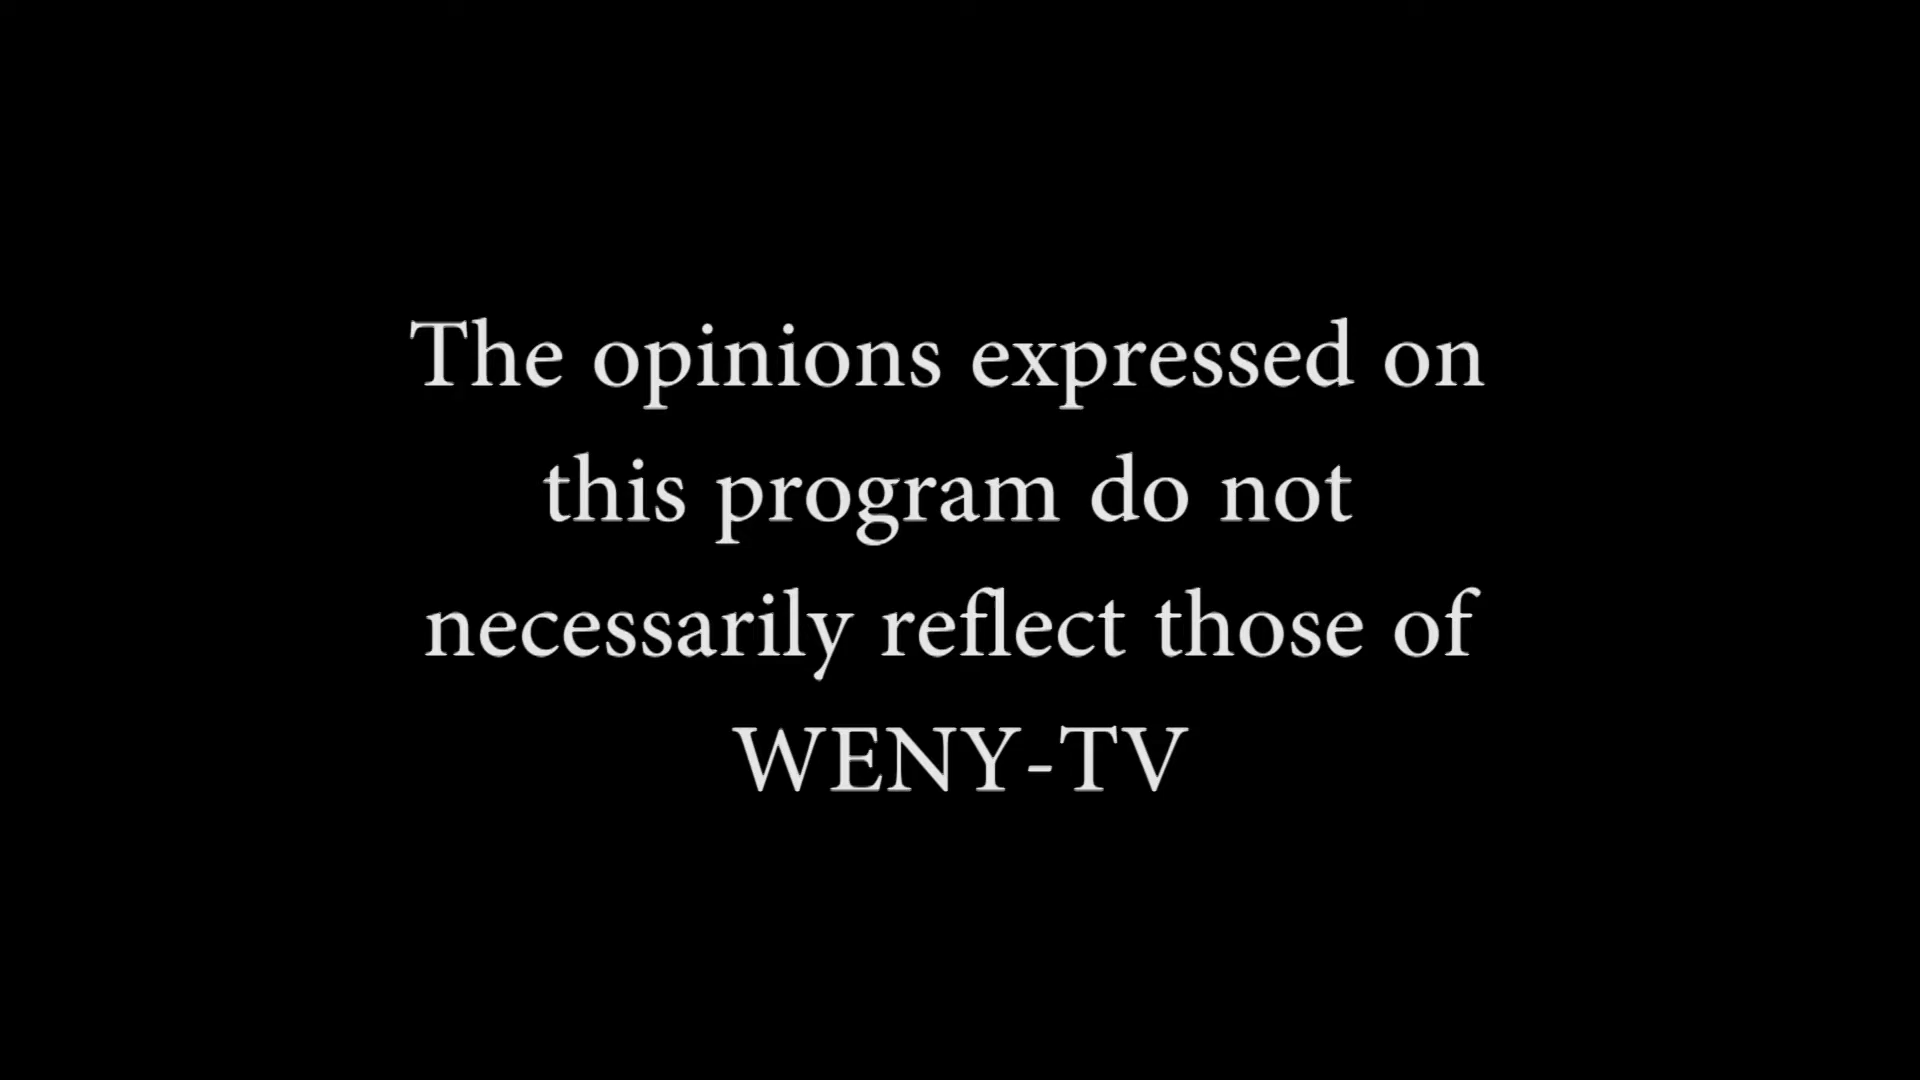 The opinions expressed on
this program do not
necessarily reflect those of
WENY-TV